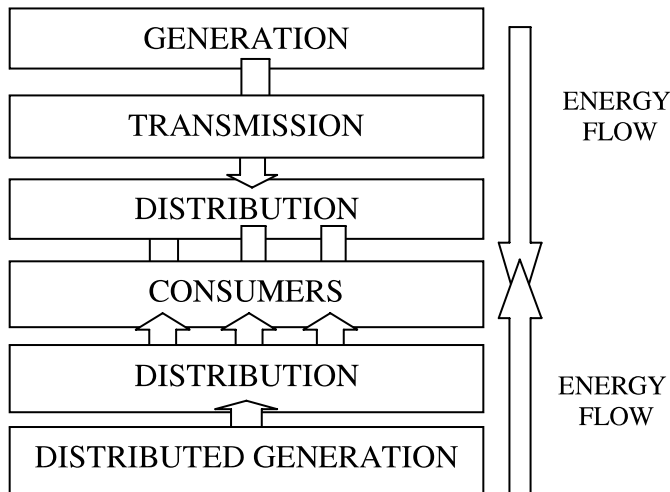 GENERATION
ENERGY
FLOW
TRANSMISSION
DISTRIBUTION
CONSUMERS
DISTRIBUTION
ENERGY
FLOW
DISTRIBUTED GENERATION